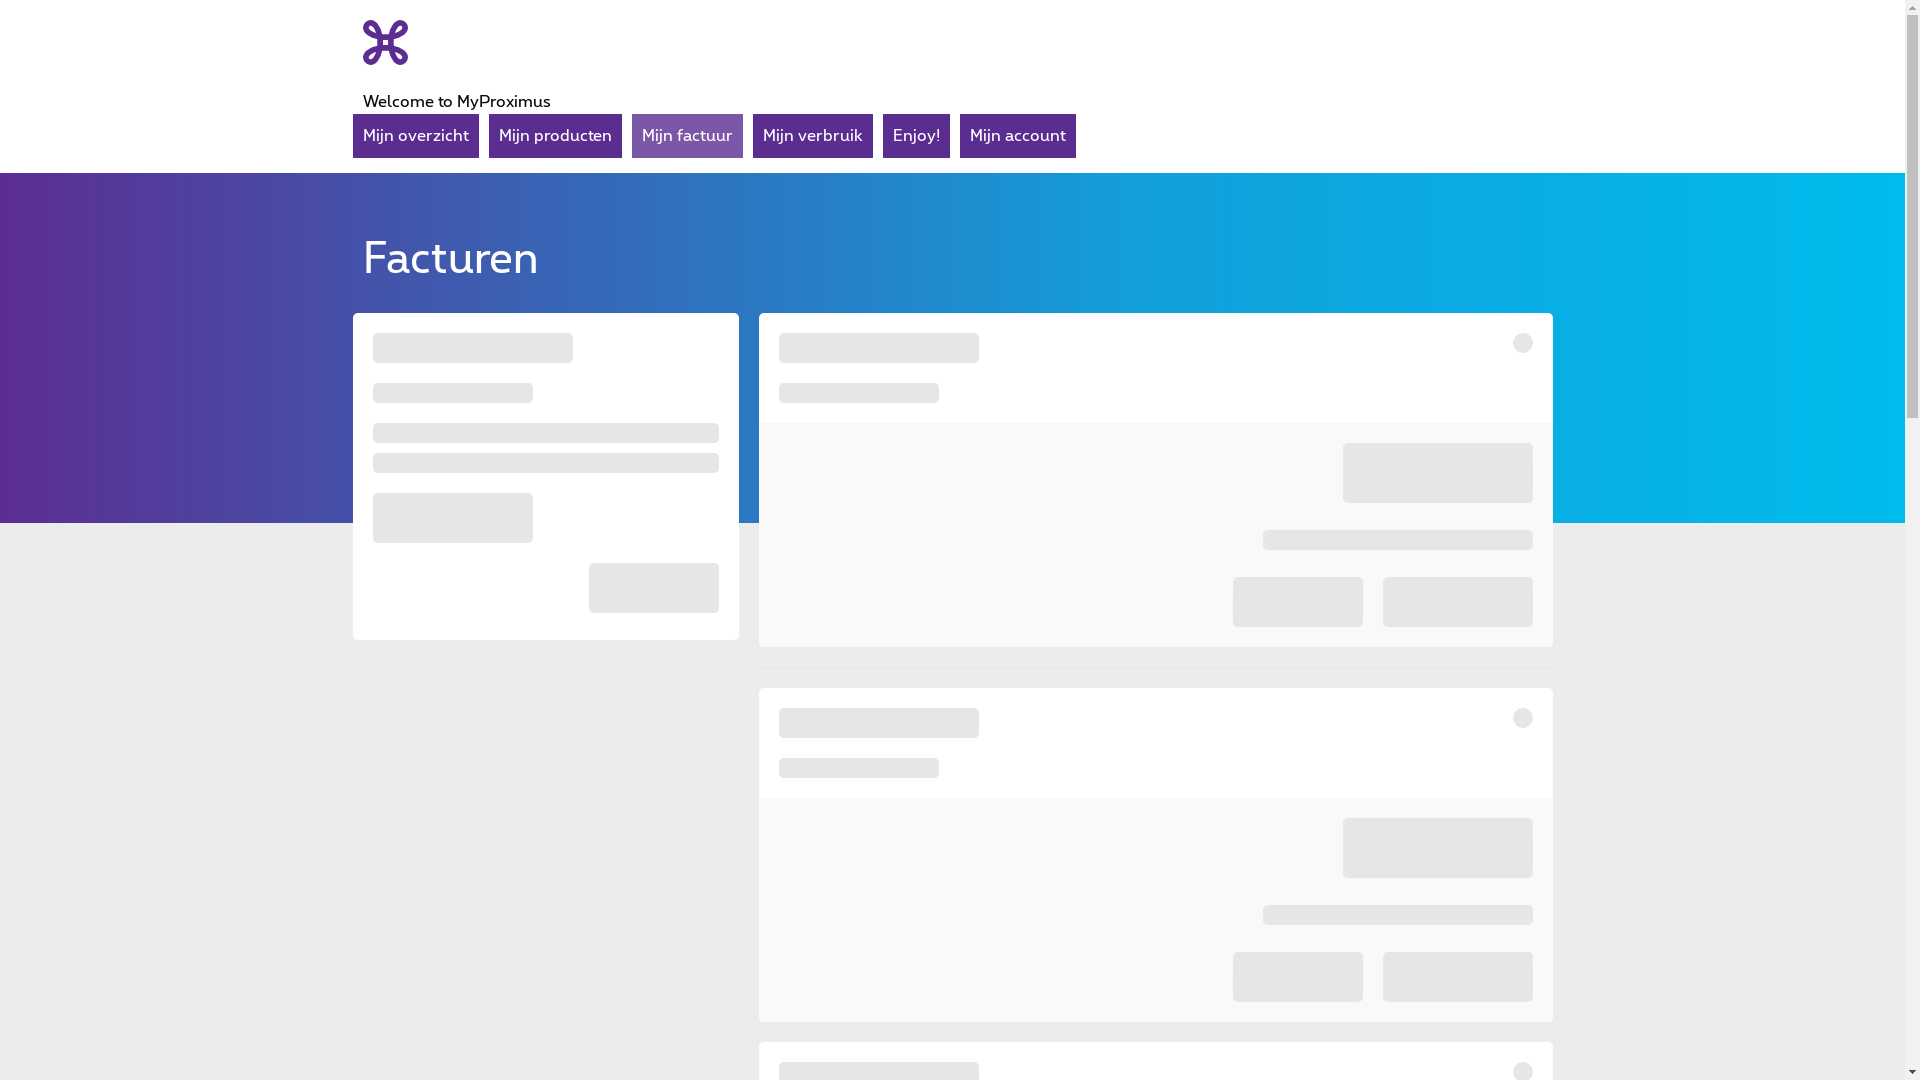 Welcome to MyProximus
Mijn overzicht
Mijn producten
Mijn factuur
Mijn verbruik
Enjoy!
Mijn account
Facturen